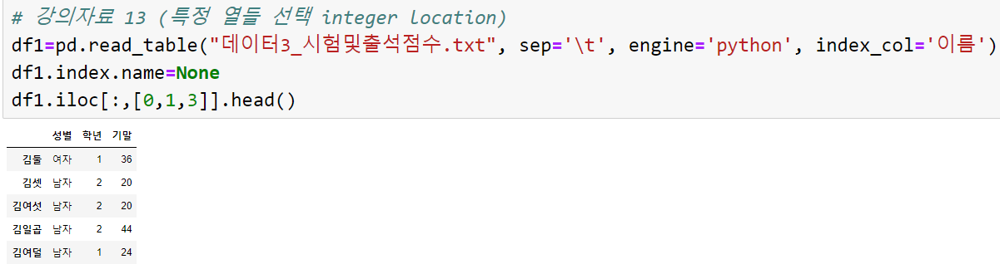 # 강의자료 13 (특정 열들 선택 integer location)
df1=pd.read_table("데이터3_시험및출석점수.txt", sep='\t', engine='python', index_col='이름')
df1.index.name=None
df1.iloc[:,[0,1,3]].head()
성별 학년 기말
김둘 여자 1 36
김셋 남자 2 20
김여섯 남자 2 20
김일곱 남자 2 44
김여덜 남자 1 24